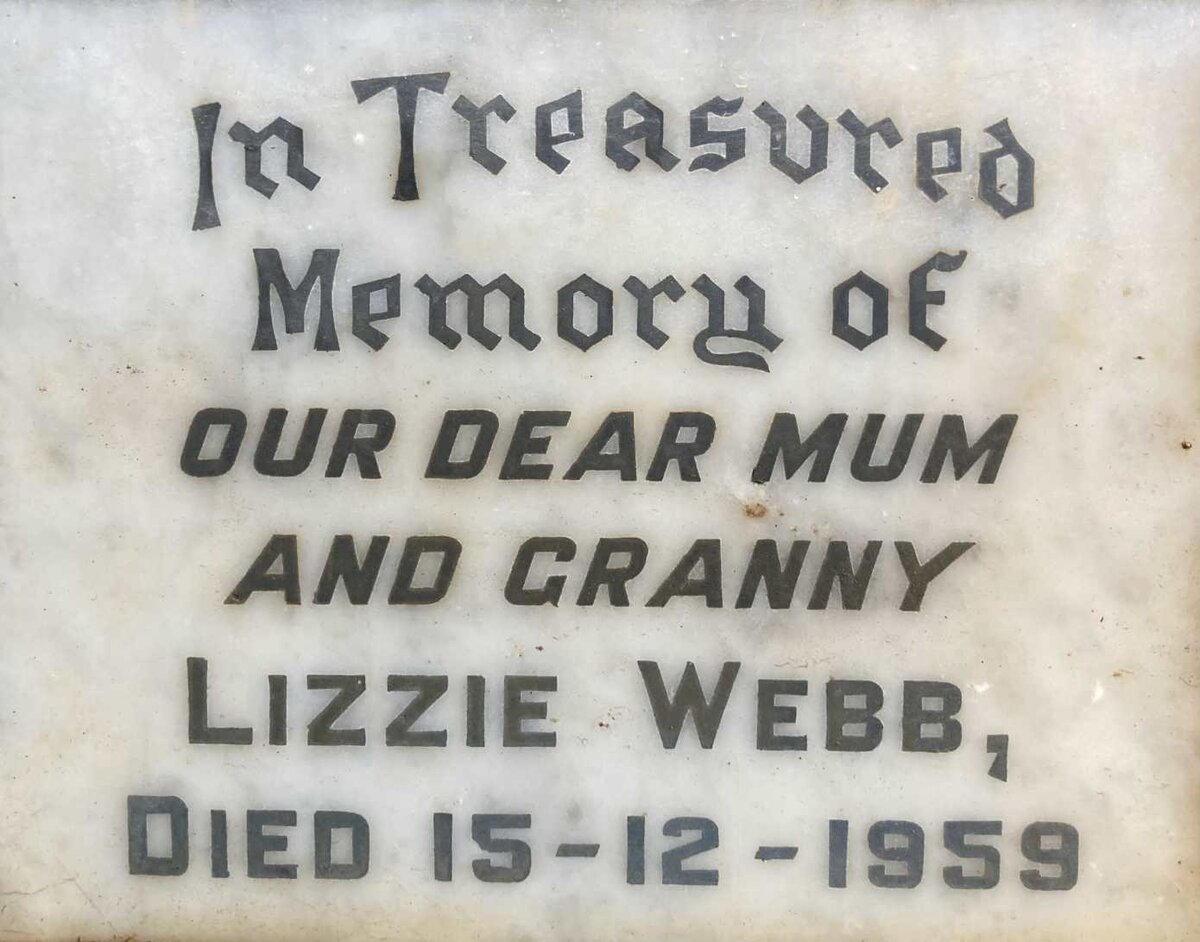 In Treasured
Memory of
OUR DEAR MUM
AND GRANNY
LIZZIE WEBB,
DIED 15-12-1959